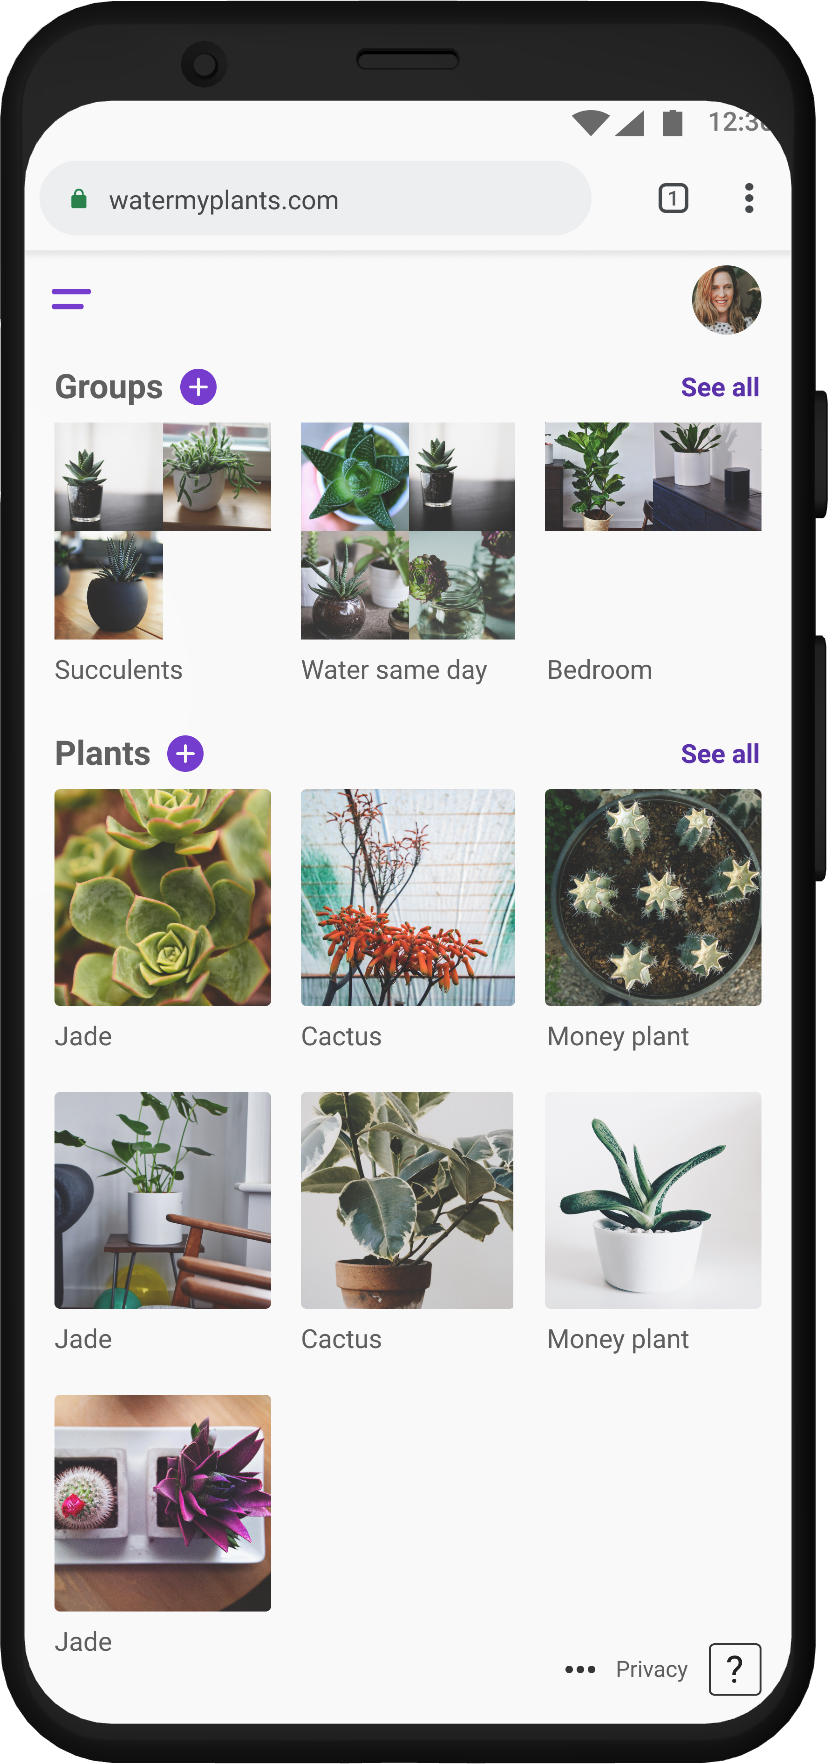 12:3
watermyplants.com
1
Groups +
See all
Succulents
Water same day
Bedroom
Plants +
See all
Jade
Cactus
Money plant
Jade
Cactus
Money plant
Jade
Privacy
?